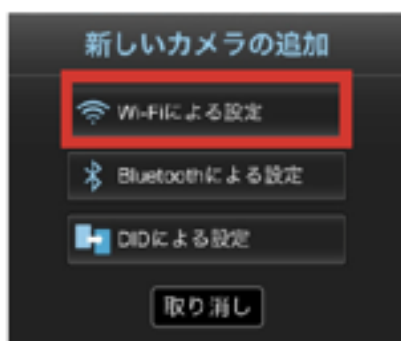 新しいカメラの追加
Wi-Fiによる設定
Bluetoothによる設定
DIDによる設定
取り消し